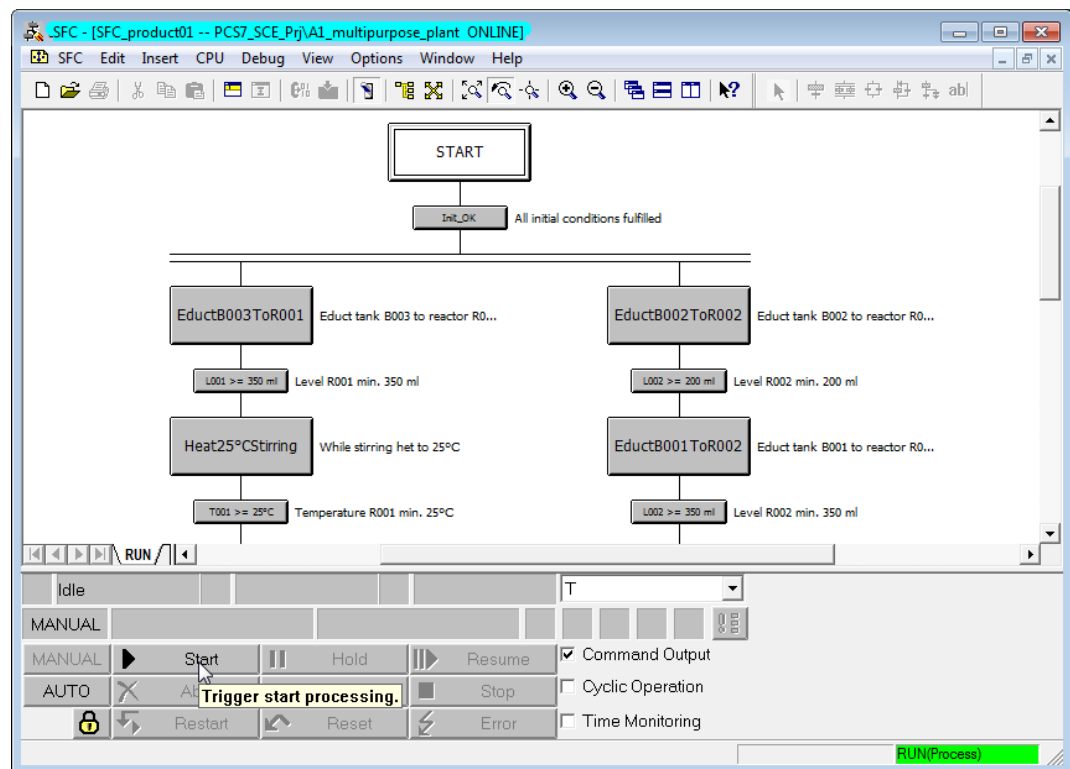 SFC - [SFC_product01 -- PCS7_SCE_Prj\A1_multipurpose_plant ONLINE]
SFC Edit Insert CPU Debug View Options Window Help
abl
START
Init_OK All initial conditions fulfilled
EductB003ToR001 Educt tank B003 to reactor R0... EductB002ToR002 Educt tank B002 to reactor R0...
L001 >= 350 ml Level R001 min. 350 ml L002 >= 200 ml Level R002 min. 200 ml
Heat25°CStirring While stirring het to 25°C EductB001ToR002 Educt tank B001 to reactor R0...
T001 >= 25°C Temperature R001 min. 25°C L002 >= 350 ml Level R002 min. 350 ml
RUN
Idle T
MANUAL
MANUAL Start Hold Resume Command Output
AUTO Trigger start processing. Stop Cyclic Operation
Restart Reset Error Time Monitoring
RUN(Process)